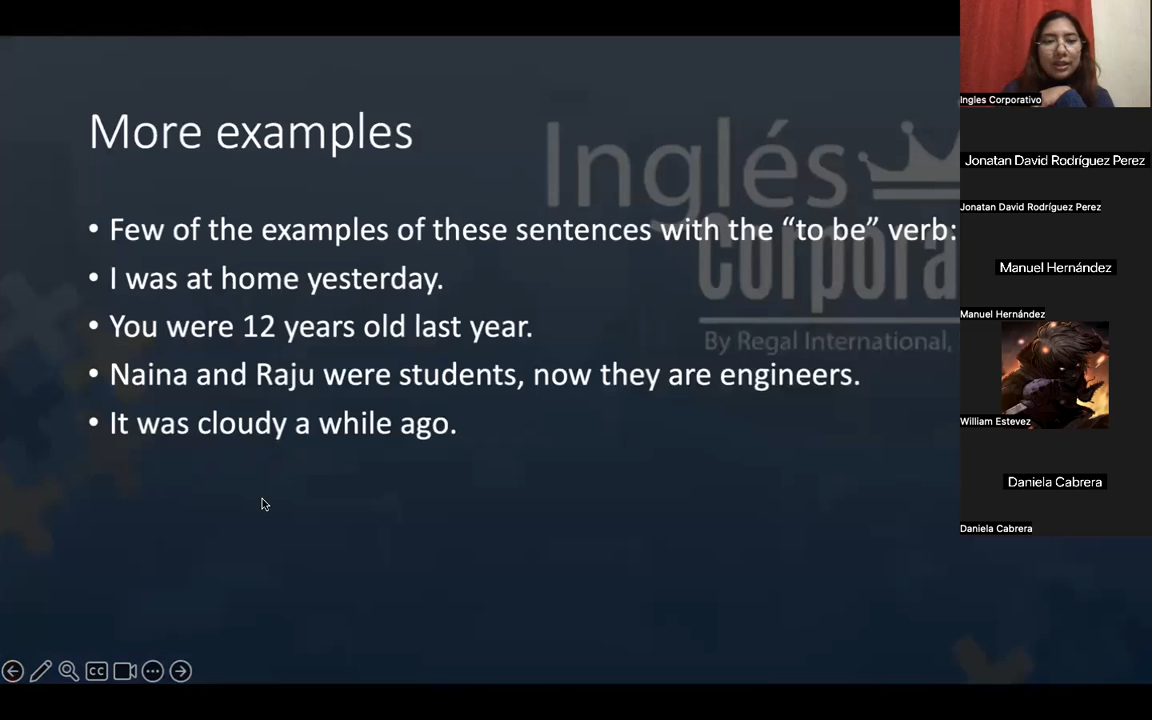 More examples
Inglés
Corpora
By Regal International,
• Few of the examples of these sentences with the “to be” verb:
• I was at home yesterday.
• You were 12 years old last year.
• Naina and Raju were students, now they are engineers.
• It was cloudy a while ago.
CC
Ingles Corporativo
Jonatan David Rodríguez Perez
Jonatan David Rodríguez Perez
Manuel Hernández
Manuel Hernández
William Estevez
Daniela Cabrera
Daniela Cabrera